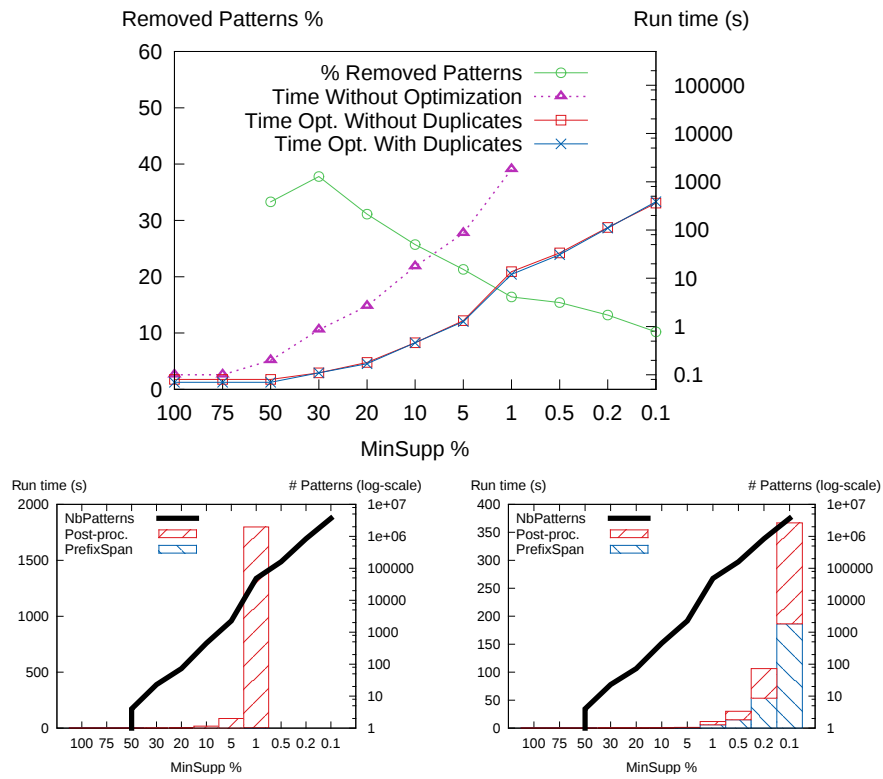 Removed Patterns %
Run time (s)
60
50
40
30
20
10
0
% Removed Patterns
Time Without Optimization
Time Opt. Without Duplicates
Time Opt. With Duplicates
100000
10000
1000
100
10
1
0.1
100 75 50 30 20 10 5 1 0.5 0.2 0.1
MinSupp %
Run time (s)
# Patterns (log-scale)
2000
1500
1000
500
0
NbPatterns
Post-proc.
PrefixSpan
1e+07
1e+06
100000
10000
1000
100
10
1
100 75 50 30 20 10 5 1 0.5 0.2 0.1
MinSupp %
Run time (s)
# Patterns (log-scale)
400
350
300
250
200
150
100
50
0
NbPatterns
Post-proc.
PrefixSpan
1e+07
1e+06
100000
10000
1000
100
10
1
100 75 50 30 20 10 5 1 0.5 0.2 0.1
MinSupp %